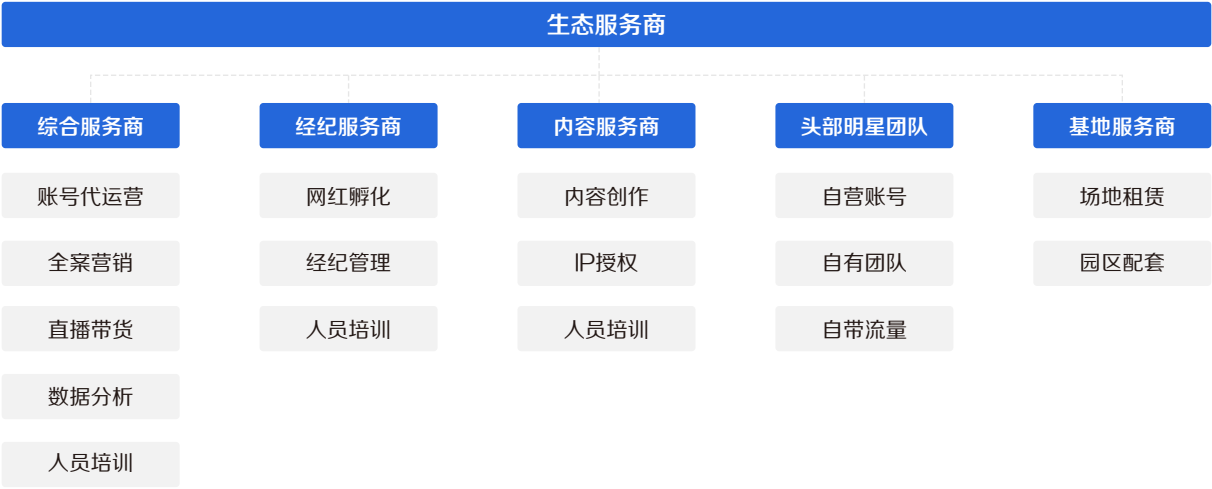 生态服务商
综合服务商
经纪服务商
内容服务商
头部明星团队
基地服务商
账号代运营
网红孵化
内容创作
自营账号
场地租赁
全案营销
经纪管理
IP授权
自有团队
园区配套
直播带货
人员培训
人员培训
自带流量
数据分析
人员培训